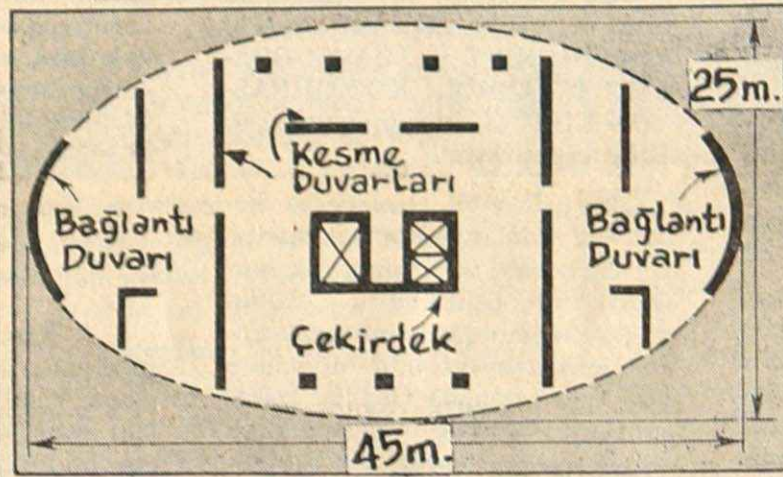 25m.
Kesme
Duvarları
Bağlantı
Duvarı
Bağlantı
Duvarı
Çekirdek
45m.